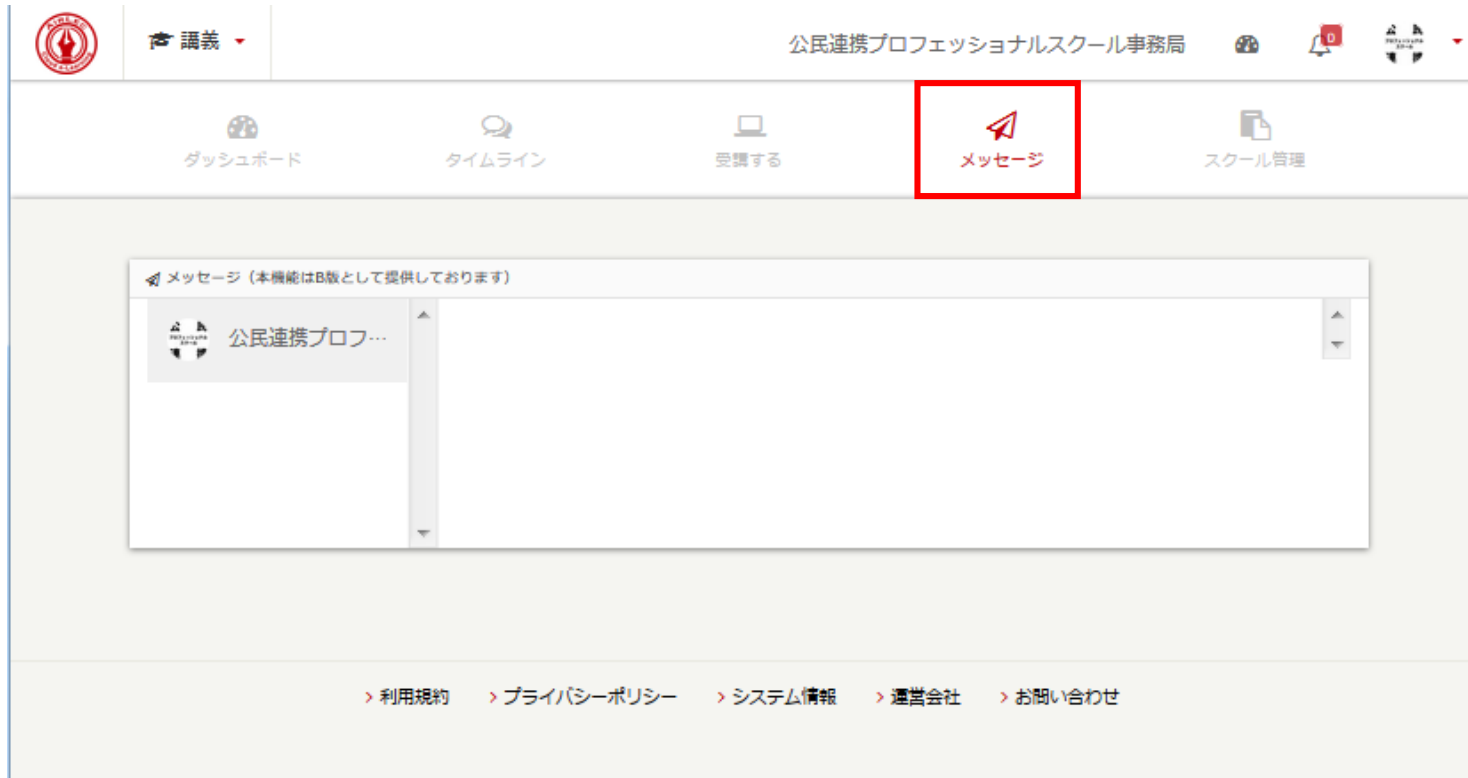 講義
公民連携プロフェッショナルスクール事務局
0
ダッシュボード
タイムライン
受講する
メッセージ
スクール管理
メッセージ（本機能はB版として提供しております）
公民連携プロフ…
利用規約
プライバシーポリシー
システム情報
運営会社
お問い合わせ